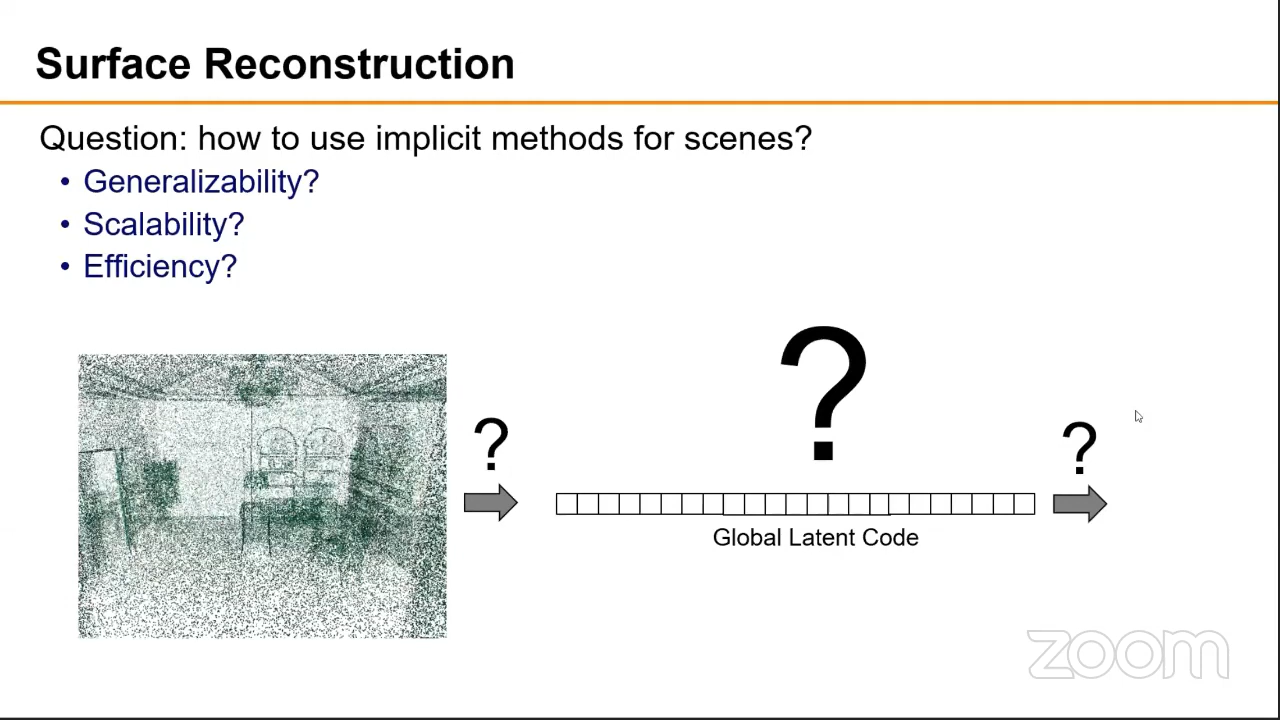 Surface Reconstruction
Question: how to use implicit methods for scenes?
• Generalizability?
• Scalability?
• Efficiency?
?
?
?
Global Latent Code
zoom